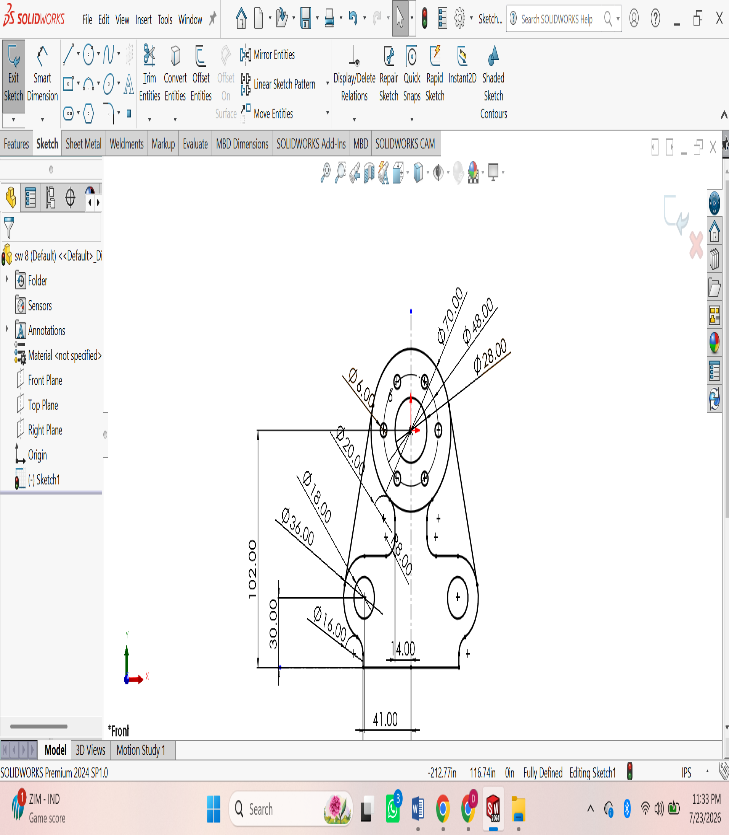 SOLIDWORKS
File Edit View Insert Tools Window
Sketch...
Search SOLIDWORKS Help
Exit Sketch
Smart Dimension
Trim Entities
Convert Entities
Offset Entities
Offset On Surface
Mirror Entities
Linear Sketch Pattern
Move Entities
Display/Delete Relations
Repair Sketch
Quick Snaps
Rapid Sketch
Instant2D
Shaded Sketch Contours
Features Sketch Sheet Metal Weldments Markup Evaluate MBD Dimensions SOLIDWORKS Add-Ins MBD SOLIDWORKS CAM
sw 8 (Default) <<Default>_Di
Folder
Sensors
Annotations
Material <not specified>
Front Plane
Top Plane
Right Plane
Origin
(-) Sketch1
Ø70.00
Ø48.00
Ø28.00
Ø6.00
Ø20.00
Ø18.00
Ø36.00
102.00
30.00
Ø16.00
14.00
41.00
*Front
Model 3D Views Motion Study 1
SOLIDWORKS Premium 2024 SP1.0
-212.77in 116.74in 0in Fully Defined Editing Sketch1 IPS
1
ZIM - IND
Game score
Search
3
11:33 PM
7/23/2026